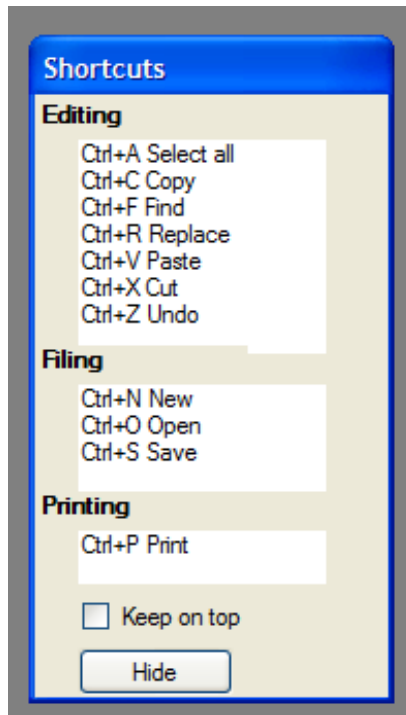 Shortcuts
Editing
Ctrl+A Select all
Ctrl+C Copy
Ctrl+F Find
Ctrl+R Replace
Ctrl+V Paste
Ctrl+X Cut
Ctrl+Z Undo
Filing
Ctrl+N New
Ctrl+O Open
Ctrl+S Save
Printing
Ctrl+P Print
Keep on top
Hide